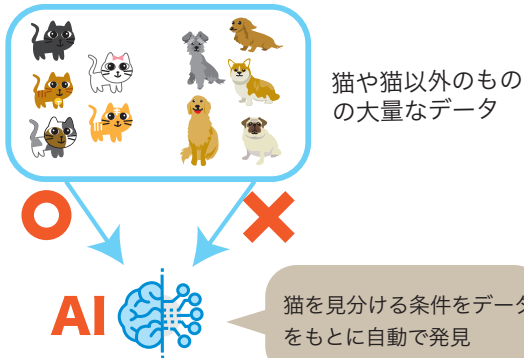 猫や猫以外のもの
の大量なデータ
AI
猫を見分ける条件をデータ
をもとに自動で発見